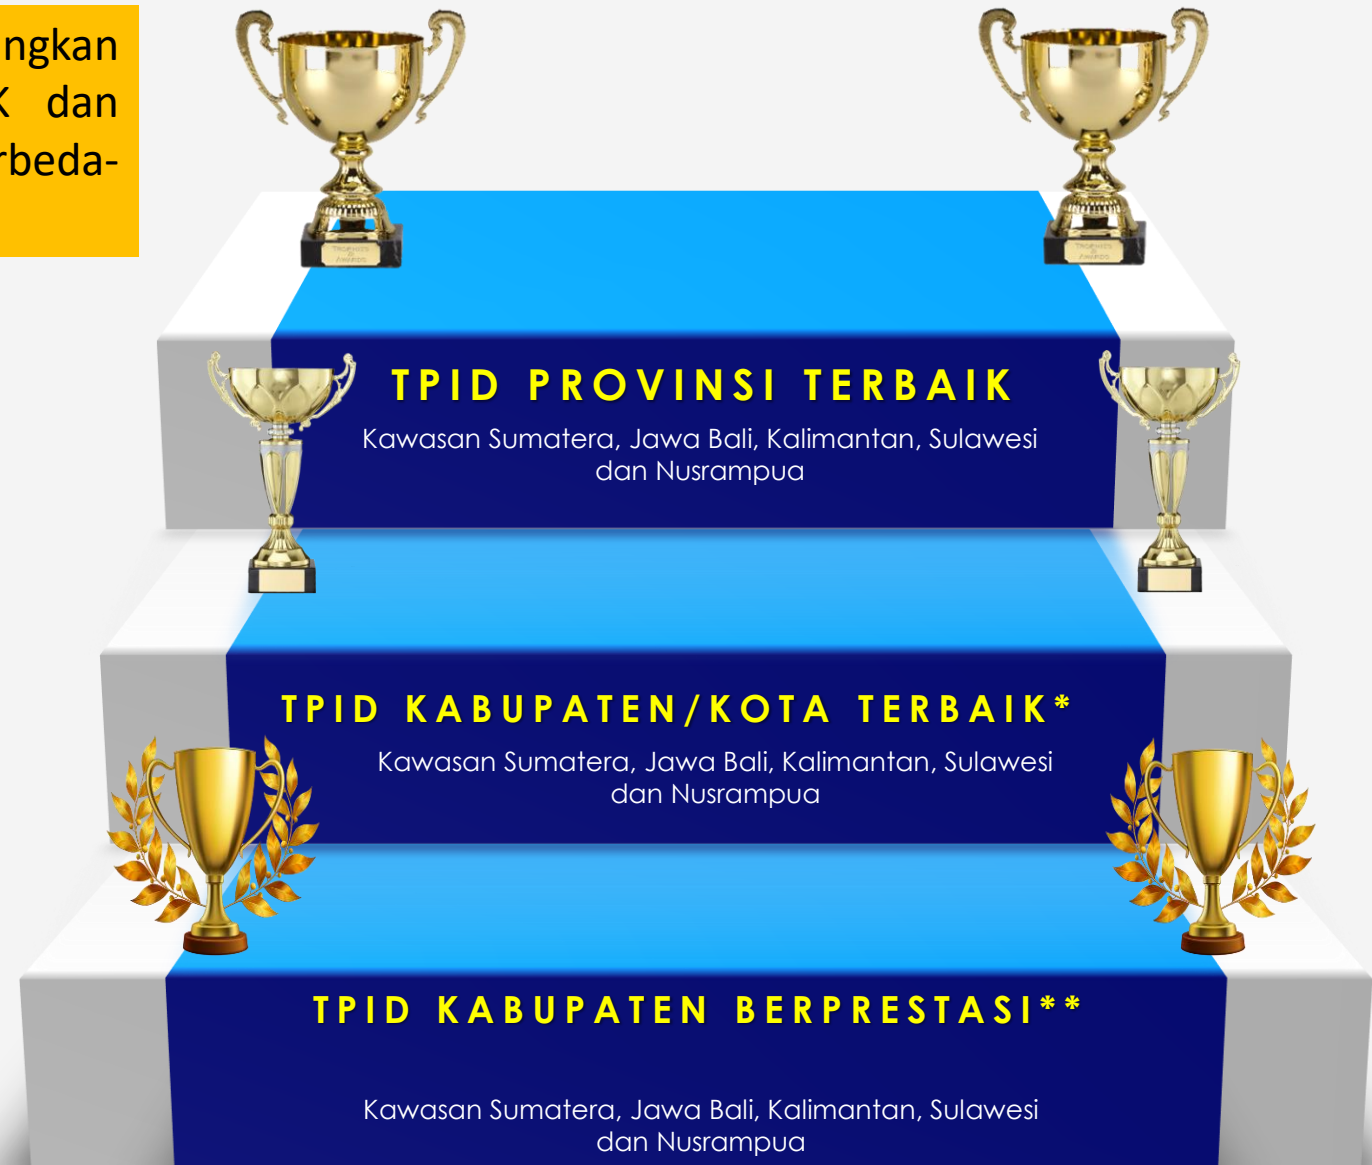 ngkan
K dan
rbeda-
TPID PROVINSI TERBAIK
Kawasan Sumatera, Jawa Bali, Kalimantan, Sulawesi
dan Nusrampua
TPID KABUPATEN/KOTA TERBAIK*
Kawasan Sumatera, Jawa Bali, Kalimantan, Sulawesi
dan Nusrampua
TPID KABUPATEN BERPRESTASI**
Kawasan Sumatera, Jawa Bali, Kalimantan, Sulawesi
dan Nusrampua